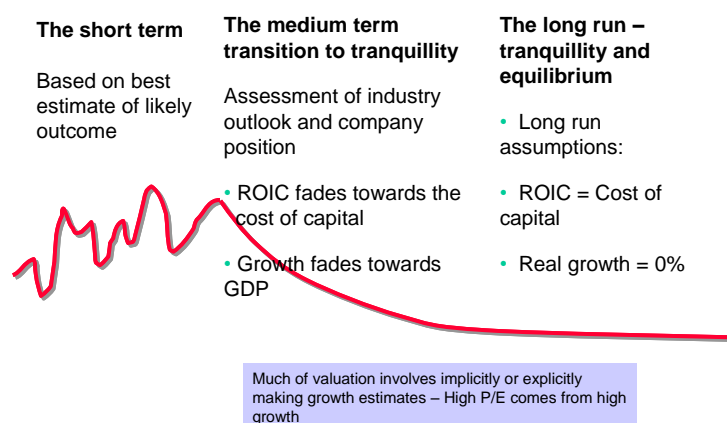 The short term
Based on best
estimate of likely
outcome
The medium term
transition to tranquillity
Assessment of industry
outlook and company
position
• ROIC fades towards the
cost of capital
• Growth fades towards
GDP
The long run –
tranquillity and
equilibrium
• Long run
assumptions:
• ROIC = Cost of
capital
• Real growth = 0%
Much of valuation involves implicitly or explicitly
making growth estimates – High P/E comes from high
growth